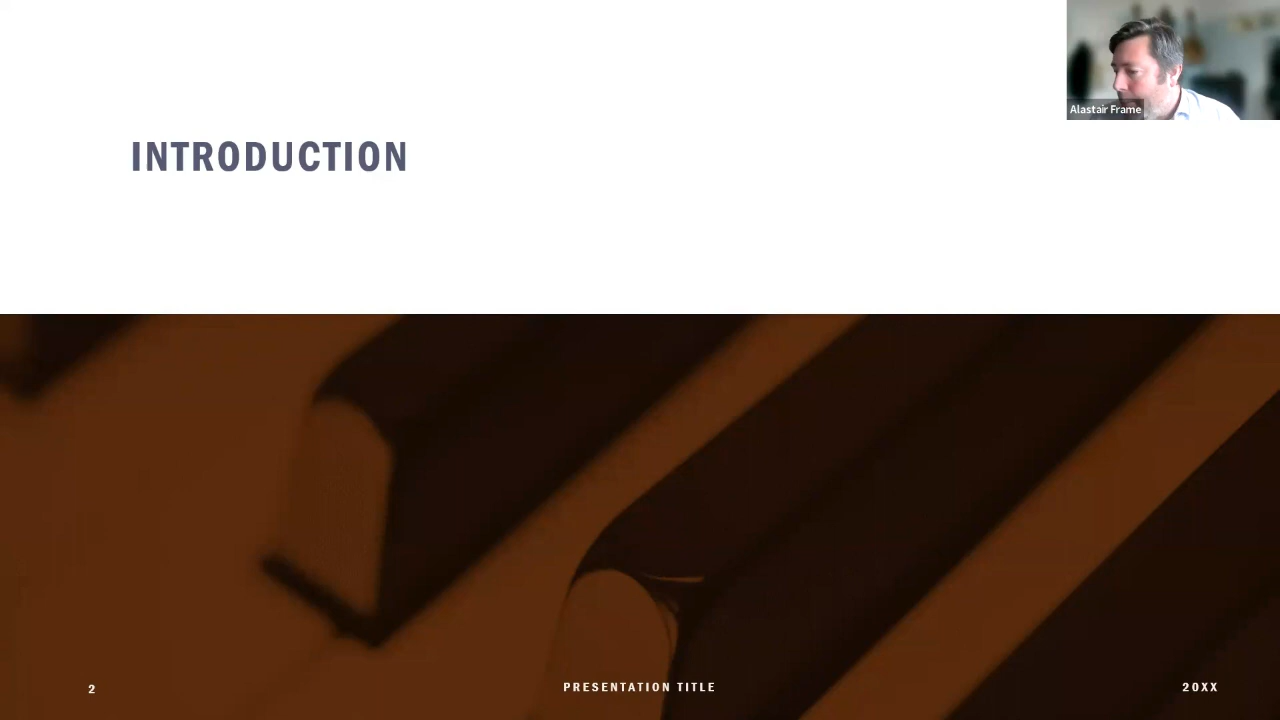 Alastair Frame
INTRODUCTION
2
PRESENTATION TITLE
20XX